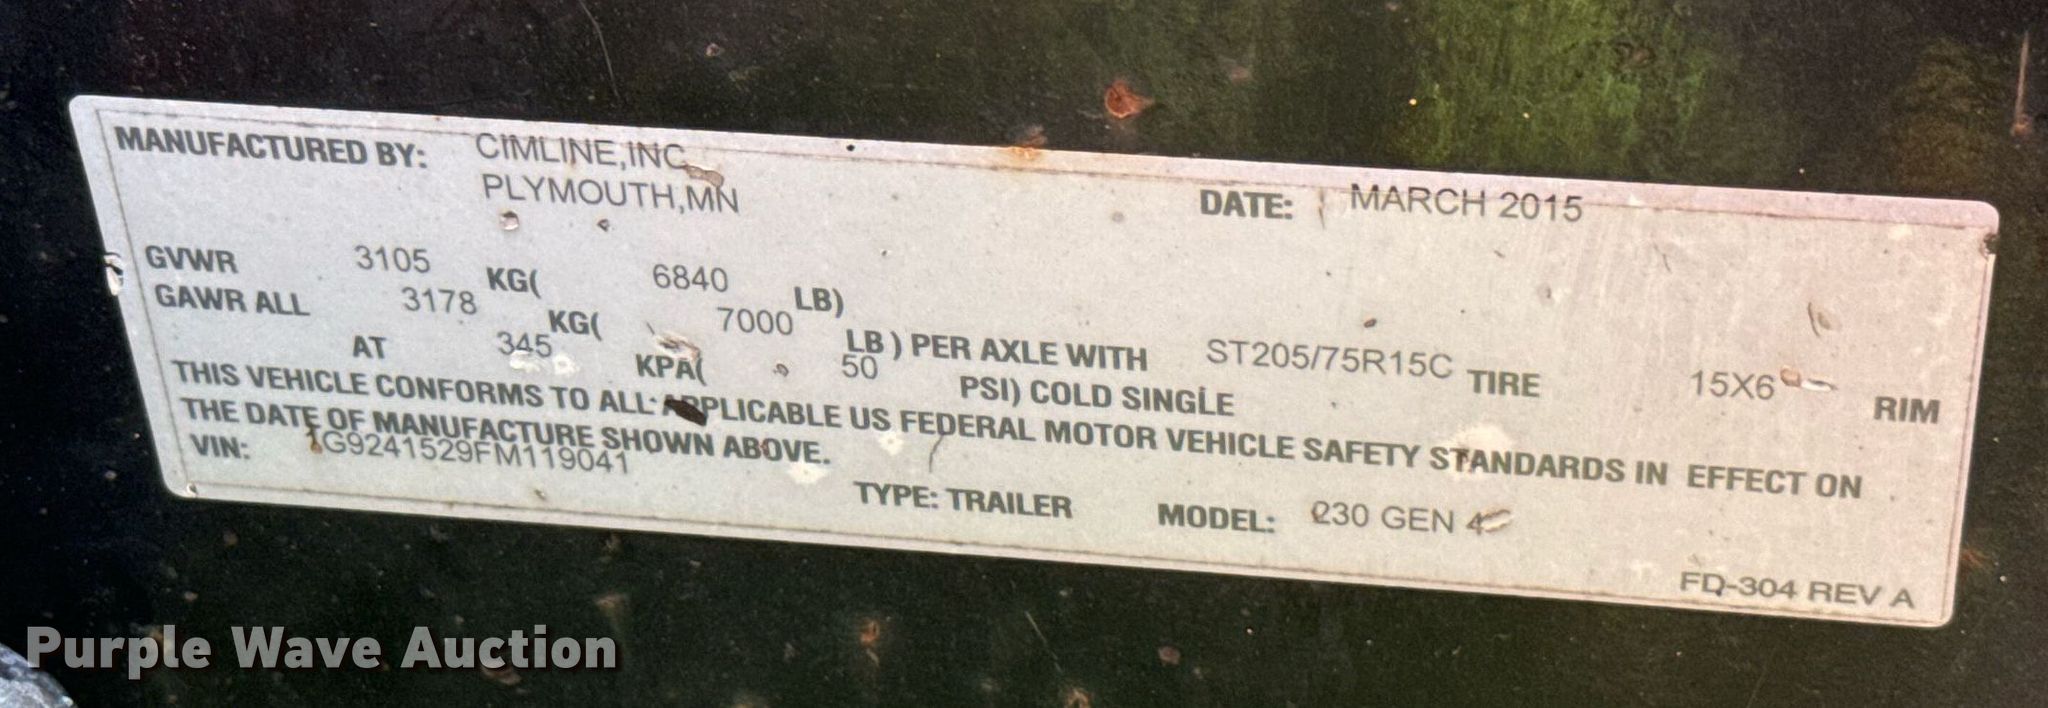 MANUFACTURED BY: CIMLINE,INC
PLYMOUTH,MN
DATE: MARCH 2015
GVWR 3105 KG( 6840 LB)
GAWR ALL 3178 KG( 7000 LB) PER AXLE WITH ST205/75R15C TIRE 15X6 RIM
AT 345 KPA( 50 PSI) COLD SINGLE
THIS VEHICLE CONFORMS TO ALL APPLICABLE US FEDERAL MOTOR VEHICLE SAFETY STANDARDS IN EFFECT ON
THE DATE OF MANUFACTURE SHOWN ABOVE.
VIN: 1G9241529FM119041
TYPE: TRAILER MODEL: 230 GEN 4
FD-304 REV A
Purple Wave Auction